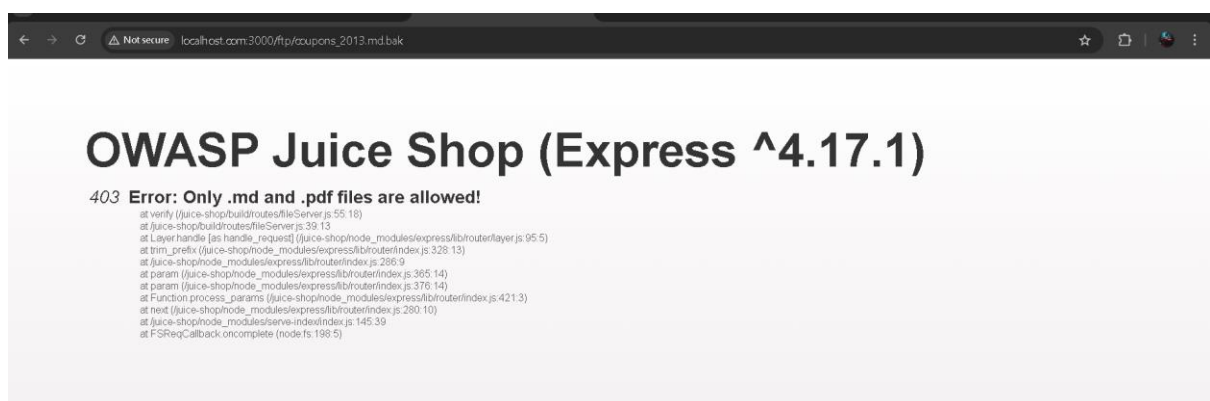 Not secure localhost.com:3000/ftp/coupons_2013.md.bak
OWASP Juice Shop (Express ^4.17.1)
403 Error: Only .md and .pdf files are allowed!
at verify (/juice-shop/build/routes/fileServer.js:55:18)
at /juice-shop/build/routes/fileServer.js:39:13
at Layer.handle [as handle_request] (/juice-shop/node_modules/express/lib/router/layer.js:95:5)
at trim_prefix (/juice-shop/node_modules/express/lib/router/index.js:328:13)
at /juice-shop/node_modules/express/lib/router/index.js:286:9
at param (/juice-shop/node_modules/express/lib/router/index.js:365:14)
at param (/juice-shop/node_modules/express/lib/router/index.js:376:14)
at Function.process_params (/juice-shop/node_modules/express/lib/router/index.js:421:3)
at next (/juice-shop/node_modules/express/lib/router/index.js:280:10)
at /juice-shop/node_modules/serve-index/index.js:145:39
at FSReqCallback.oncomplete (node:fs:198:5)